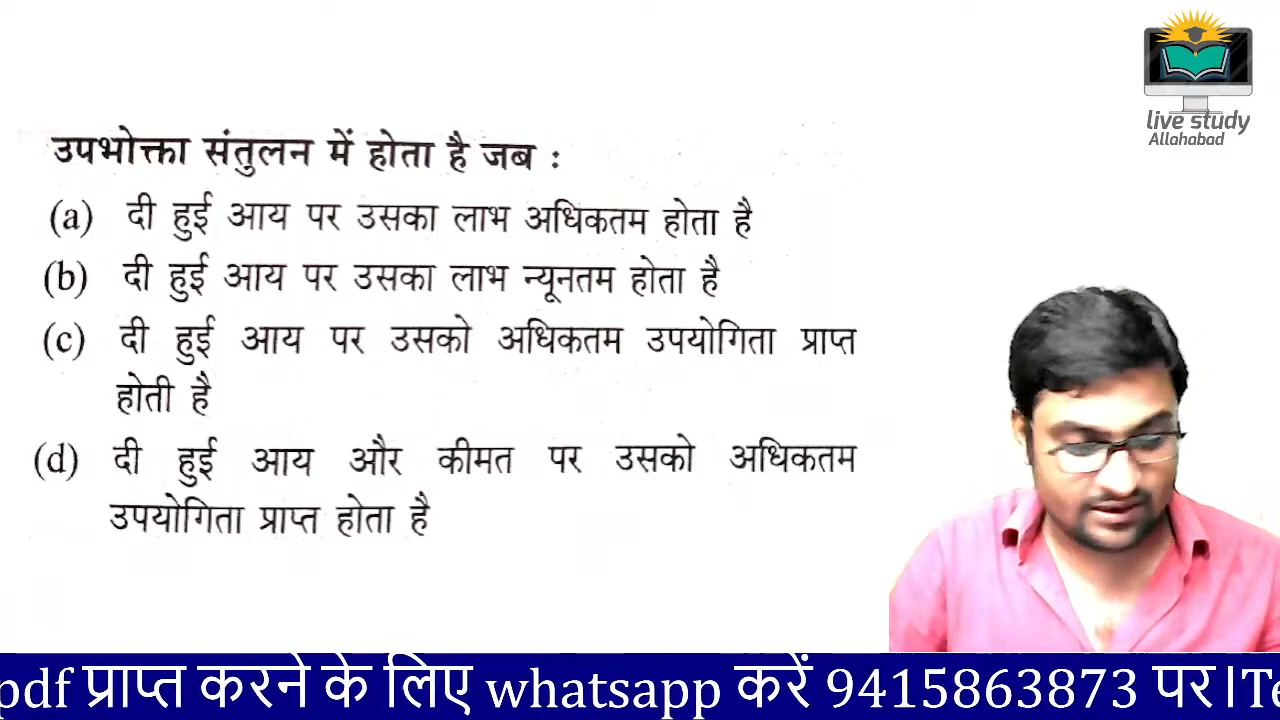 live study
Allahabad
उपभोक्ता संतुलन में होता है जब :
(a) दी हुई आय पर उसका लाभ अधिकतम होता है
(b) दी हुई आय पर उसका लाभ न्यूनतम होता है
(c) दी हुई आय पर उसको अधिकतम उपयोगिता प्राप्त
होती है
(d) दी हुई आय और कीमत पर उसको अधिकतम
उपयोगिता प्राप्त होता है
pdf प्राप्त करने के लिए whatsapp करें 9415863873 पर।Te